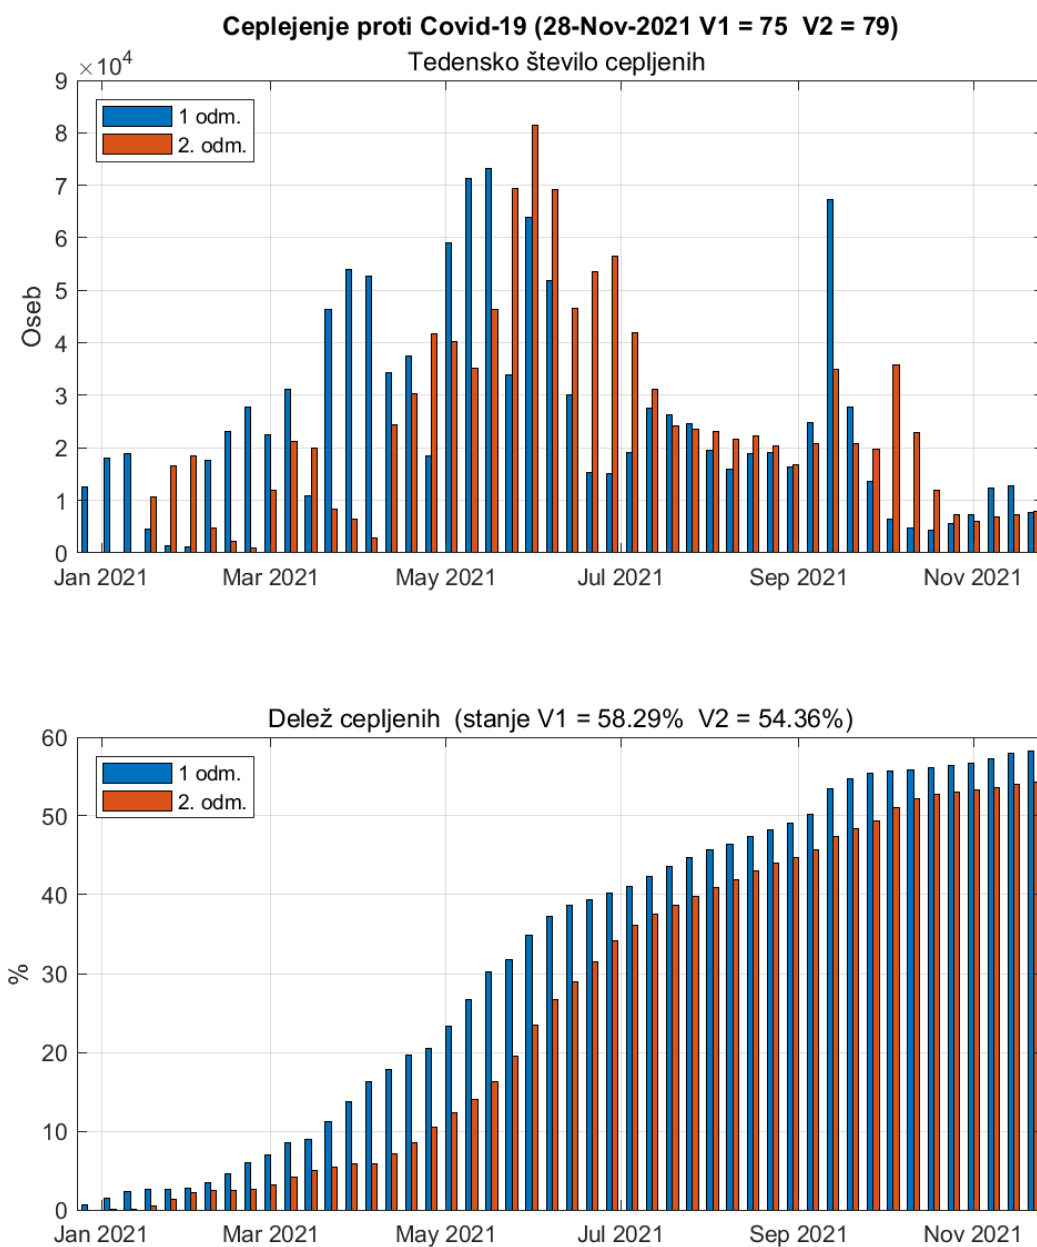 Ceplejenje proti Covid-19 (28-Nov-2021 V1 = 75  V2 = 79)
Tedensko število cepljenih
×10⁴
9
8
7
6
5
4
3
2
1
0
Oseb
1 odm.
2. odm.
Jan 2021 Mar 2021 May 2021 Jul 2021 Sep 2021 Nov 2021
Delež cepljenih  (stanje V1 = 58.29%  V2 = 54.36%)
60
50
40
30
20
10
0
%
1 odm.
2. odm.
Jan 2021 Mar 2021 May 2021 Jul 2021 Sep 2021 Nov 2021